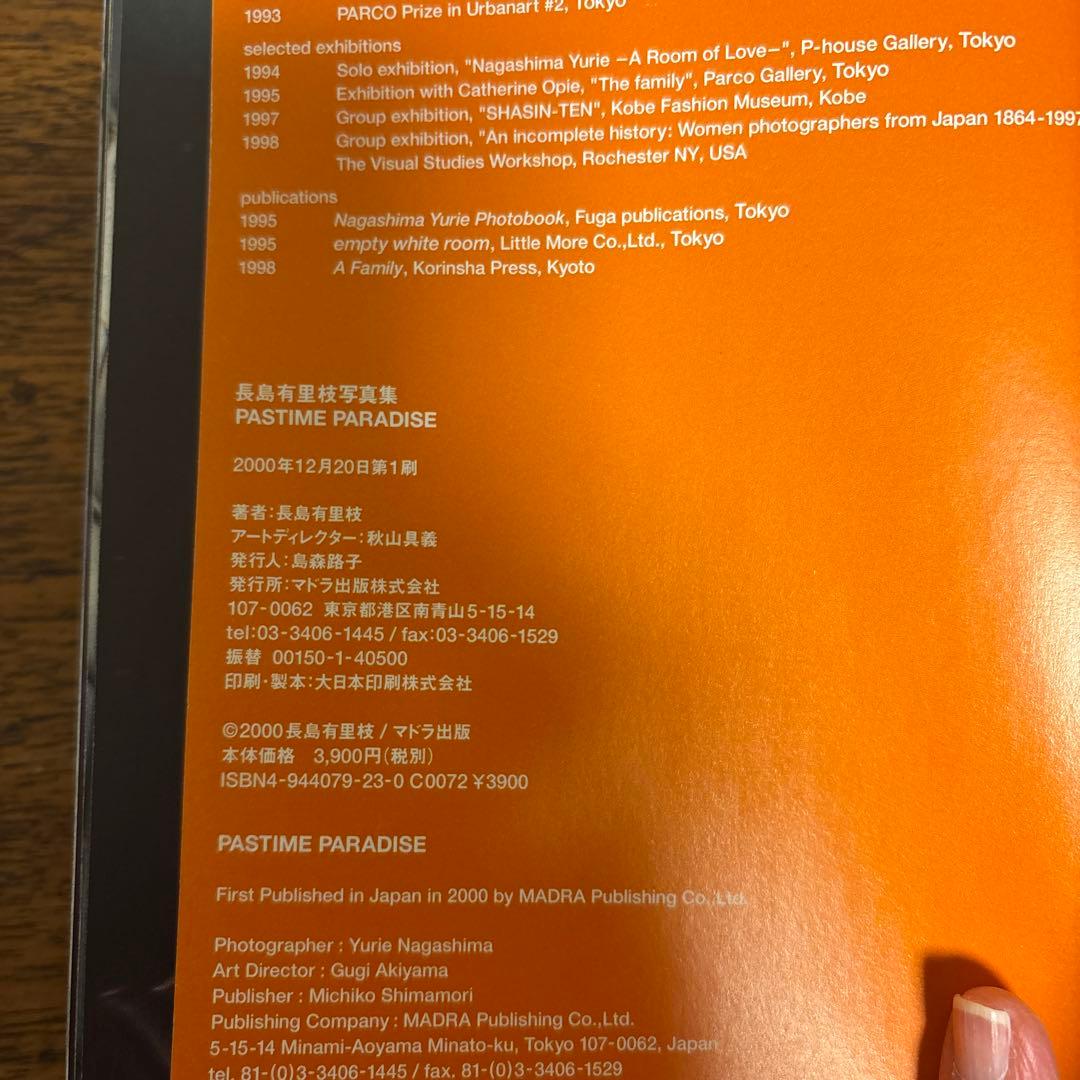 1993 PARCO Prize in Urbanart #2, Tokyo
selected exhibitions
1994 Solo exhibition, "Nagashima Yurie –A Room of Love–", P-house Gallery, Tokyo
1995 Exhibition with Catherine Opie, "The family", Parco Gallery, Tokyo
1997 Group exhibition, "SHASIN-TEN", Kobe Fashion Museum, Kobe
1998 Group exhibition, "An incomplete history: Women photographers from Japan 1864-1997
The Visual Studies Workshop, Rochester NY, USA
publications
1995 Nagashima Yurie Photobook, Fuga publications, Tokyo
1995 empty white room, Little More Co.,Ltd., Tokyo
1998 A Family, Korinsha Press, Kyoto
長島有里枝写真集
PASTIME PARADISE
2000年12月20日第1刷
著者:長島有里枝
アートディレクター:秋山具義
発行人:島森路子
発行所:マドラ出版株式会社
107-0062 東京都港区南青山5-15-14
tel:03-3406-1445 / fax:03-3406-1529
振替 00150-1-40500
印刷・製本:大日本印刷株式会社
©2000長島有里枝 / マドラ出版
本体価格 3,900円(税別)
ISBN4-944079-23-0 C0072 ¥3900
PASTIME PARADISE
First Published in Japan in 2000 by MADRA Publishing Co.,Ltd.
Photographer : Yurie Nagashima
Art Director : Gugi Akiyama
Publisher : Michiko Shimamori
Publishing Company : MADRA Publishing Co.,Ltd.
5-15-14 Minami-Aoyama Minato-ku, Tokyo 107-0062, Japan
tel. 81-(0)3-3406-1445 / fax. 81-(0)3-3406-1529